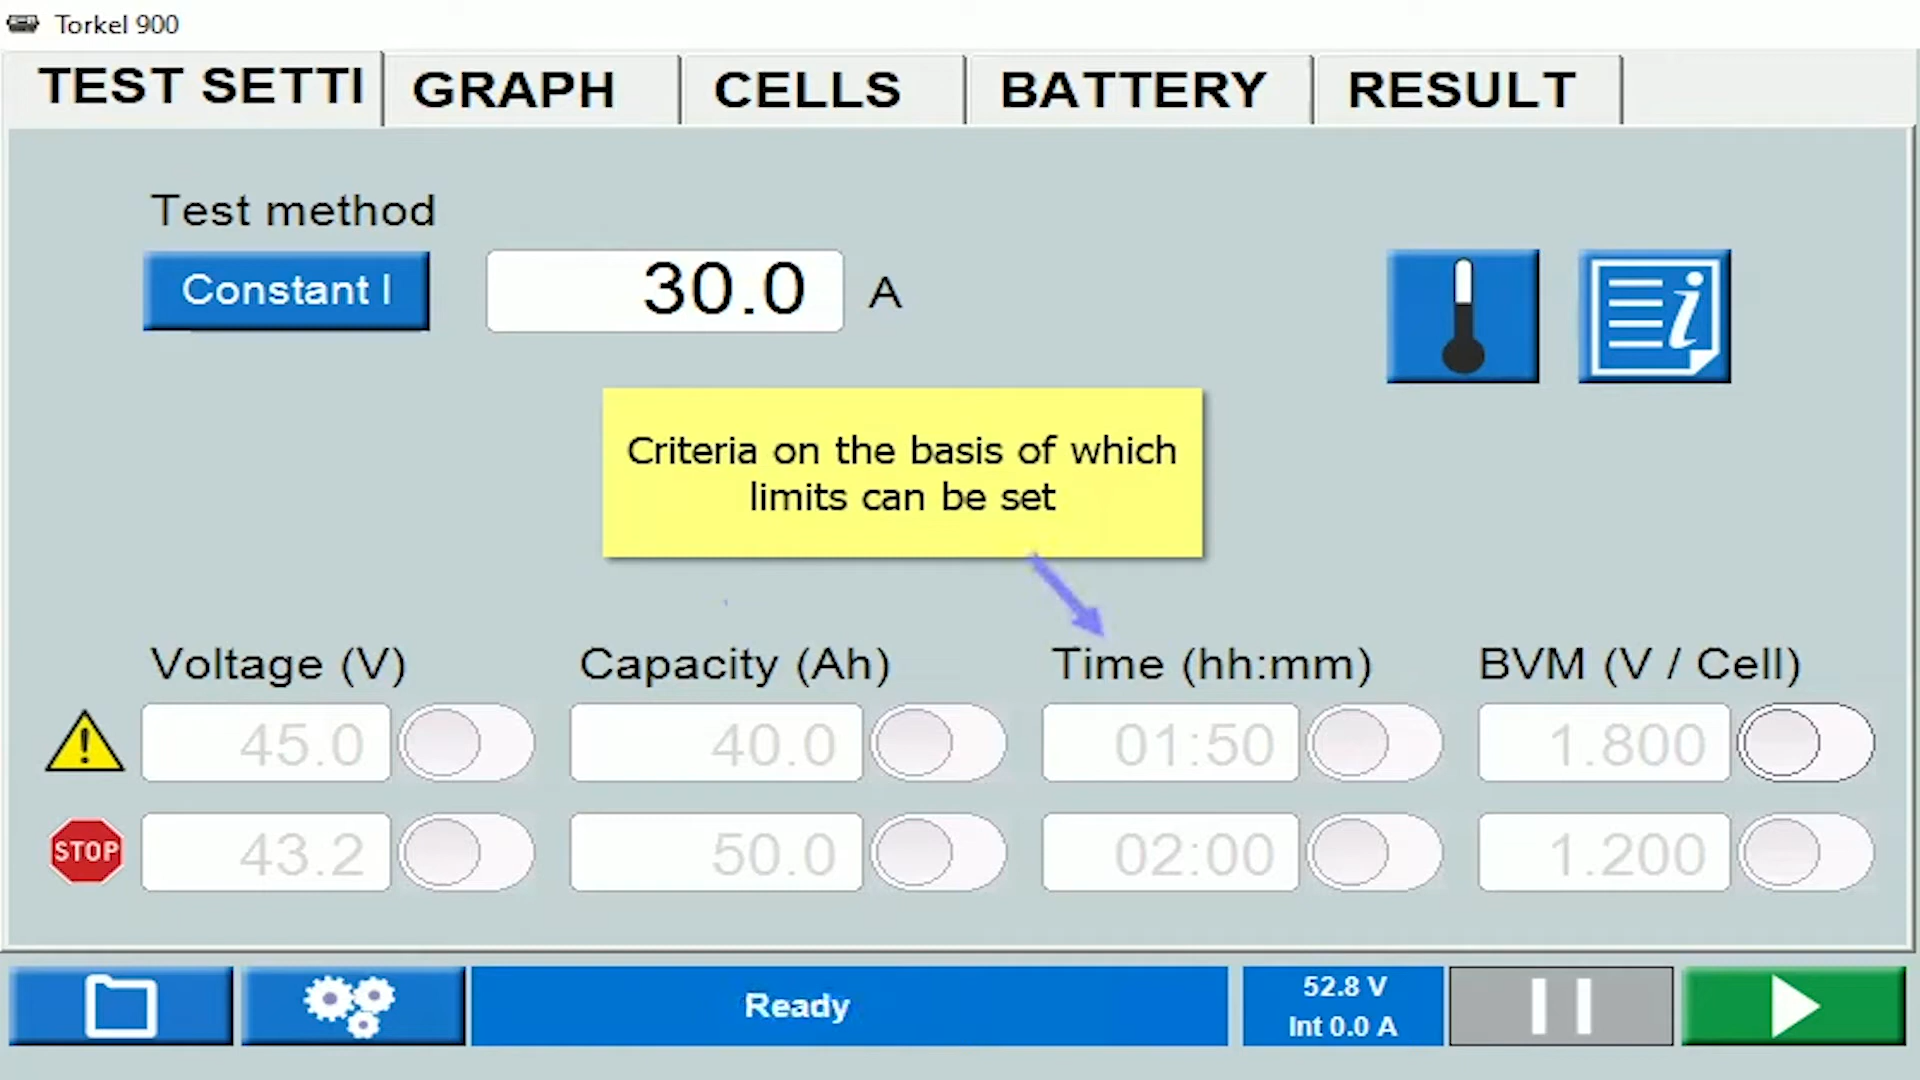 Torkel 900
TEST SETTI
GRAPH
CELLS
BATTERY
RESULT
Test method
Constant I
30.0
A
Criteria on the basis of which
limits can be set
Voltage (V)
Capacity (Ah)
Time (hh:mm)
BVM (V / Cell)
45.0
40.0
01:50
1.800
STOP
43.2
50.0
02:00
1.200
Ready
52.8 V
Int 0.0 A